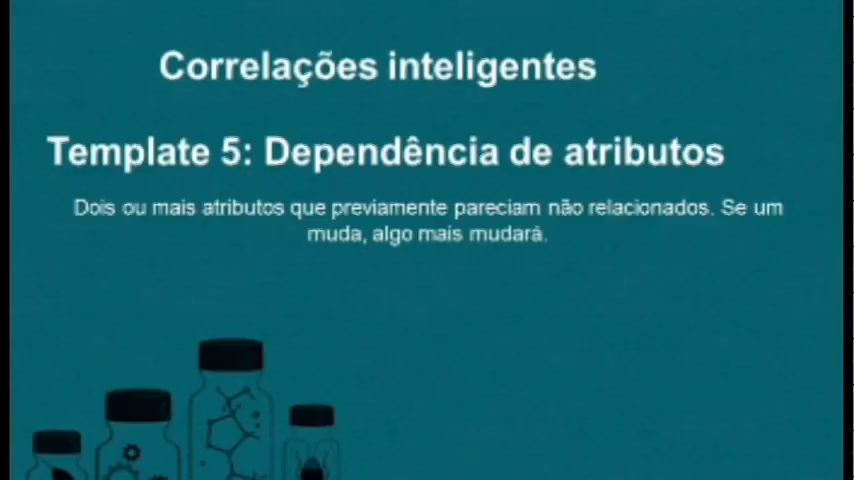 Correlações inteligentes
Template 5: Dependência de atributos
Dois ou mais atributos que previamente pareciam não relacionados. Se um
muda, algo mais mudará.